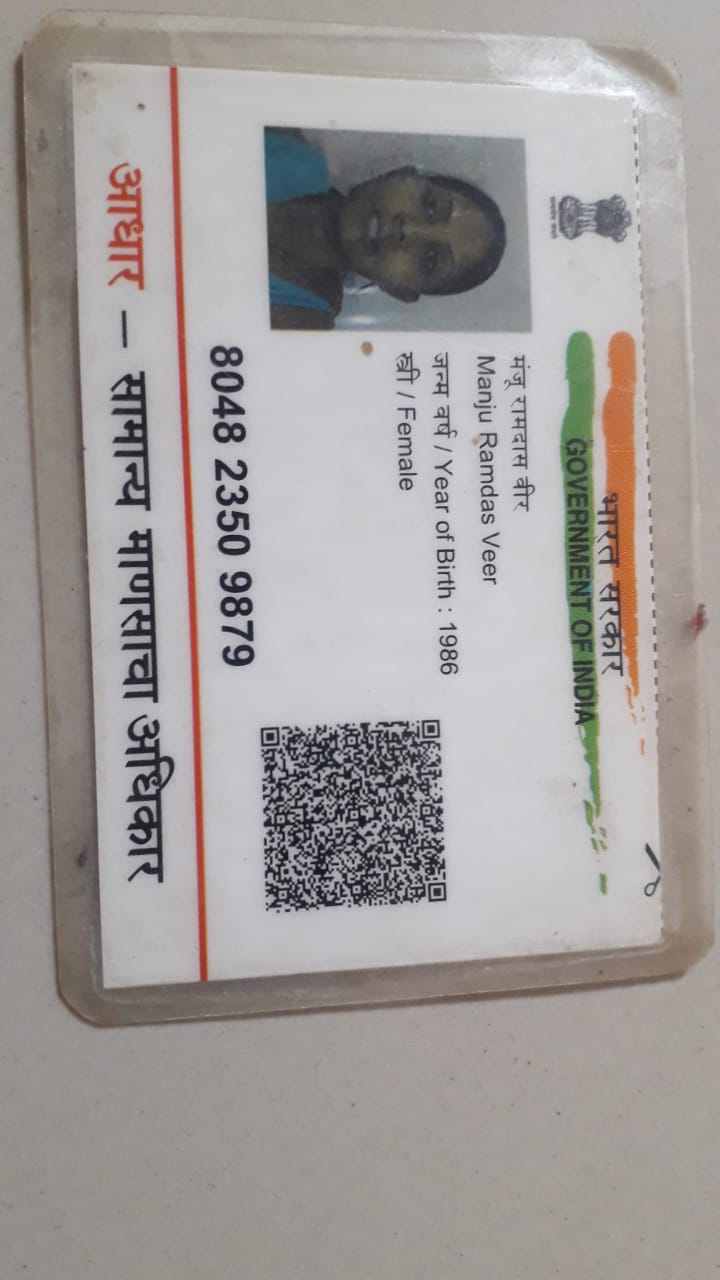 भारत सरकार
GOVERNMENT OF INDIA
मंजू रामदास वीर
Manju Ramdas Veer
जन्म वर्ष / Year of Birth : 1986
स्त्री / Female
8048 2350 9879
आधार – सामान्य माणसाचा अधिकार